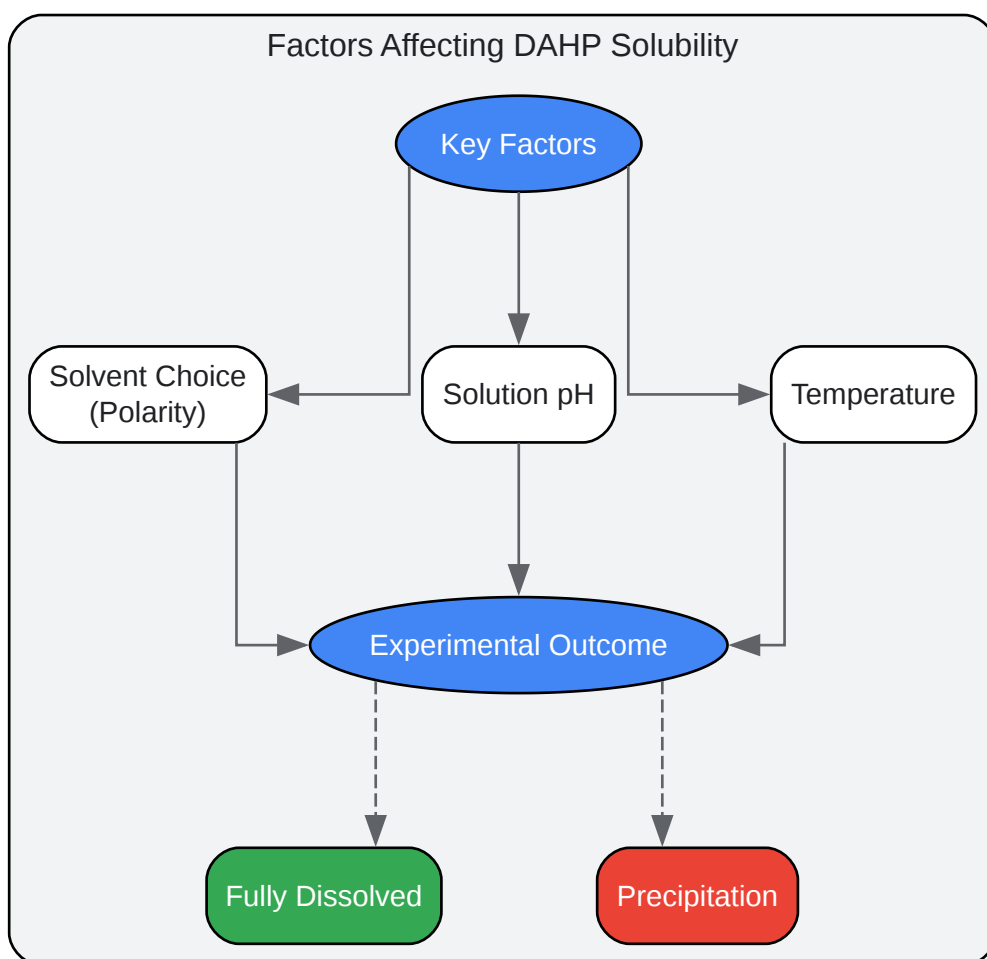 Factors Affecting DAHP Solubility
Key Factors
Solvent Choice
(Polarity)
Solution pH
Temperature
Experimental Outcome
Fully Dissolved
Precipitation